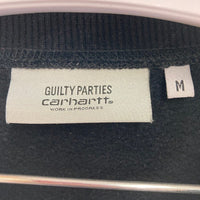 GUILTY PARTIES
carhartt
WORK IN PROGRESS
M